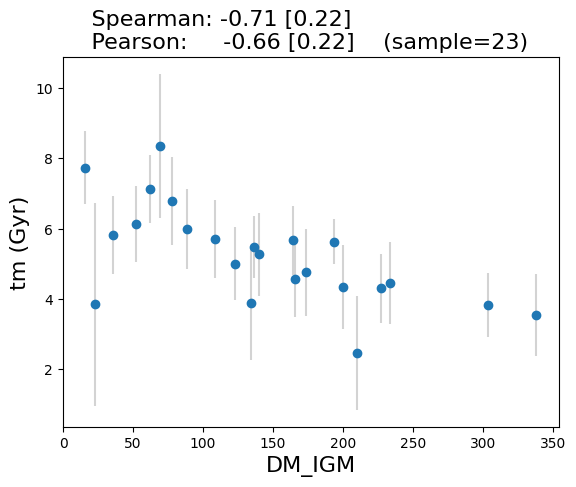 Spearman: -0.71 [0.22]
Pearson: -0.66 [0.22] (sample=23)
10
8
6
4
2
tm (Gyr)
0 50 100 150 200 250 300 350
DM_IGM